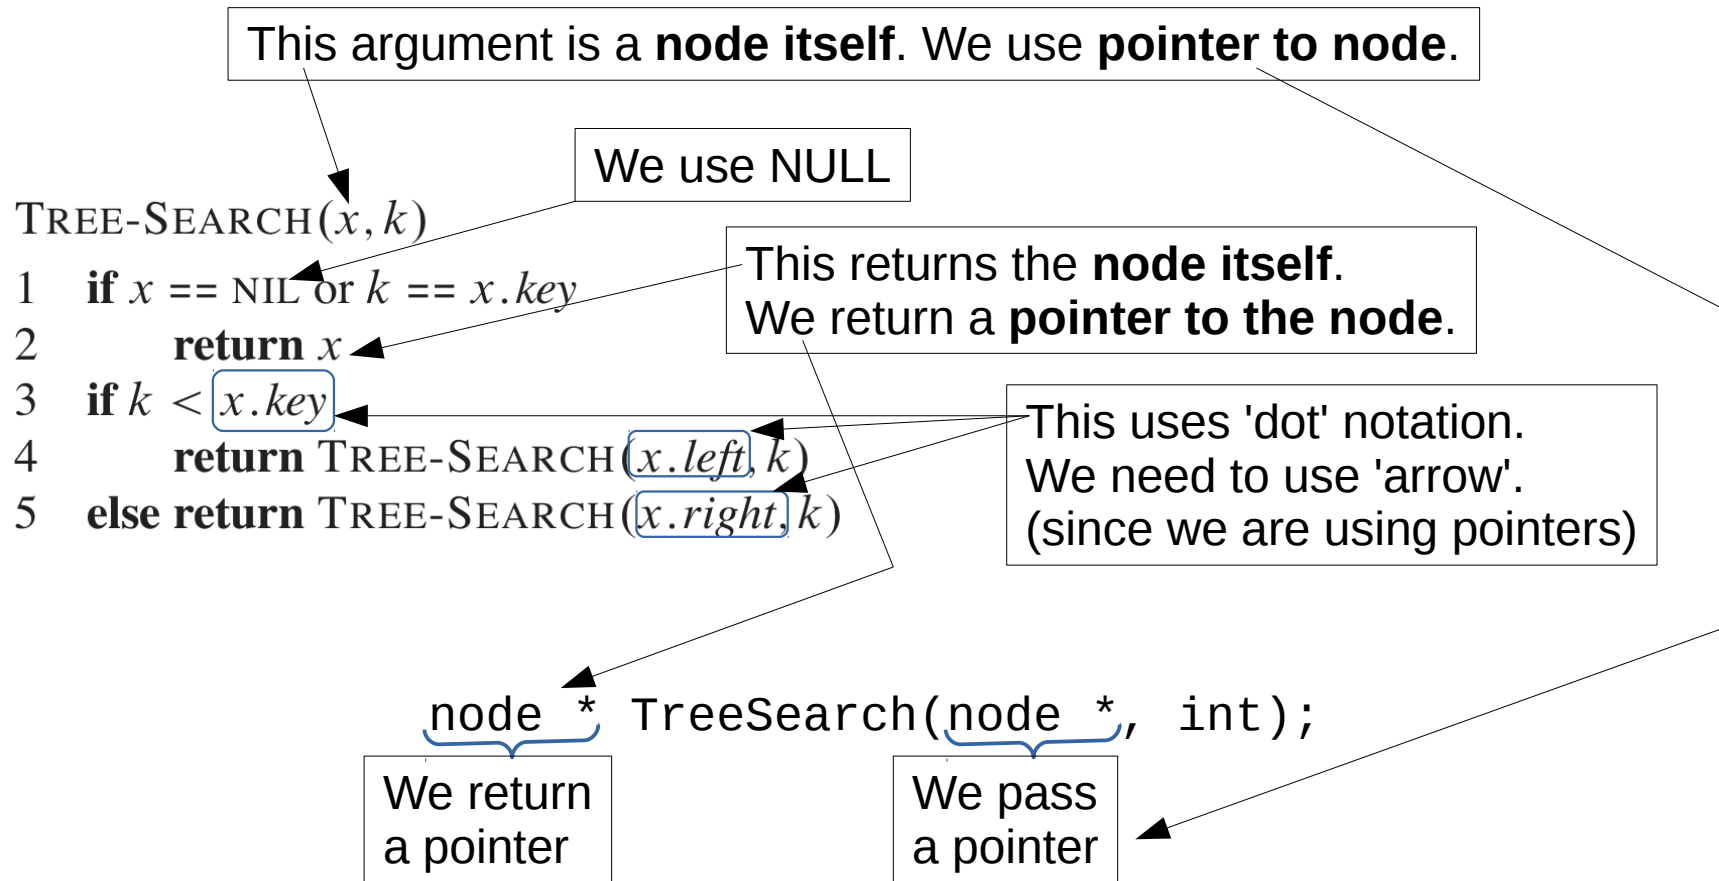 This argument is a node itself. We use pointer to node.
We use NULL
TREE-SEARCH(x, k)
1 if x == NIL or k == x.key
2 return x
3 if k < x.key
4 return TREE-SEARCH(x.left, k)
5 else return TREE-SEARCH(x.right, k)
This returns the node itself.
We return a pointer to the node.
This uses 'dot' notation.
We need to use 'arrow'.
(since we are using pointers)
node * TreeSearch(node *, int);
We return
a pointer
We pass
a pointer